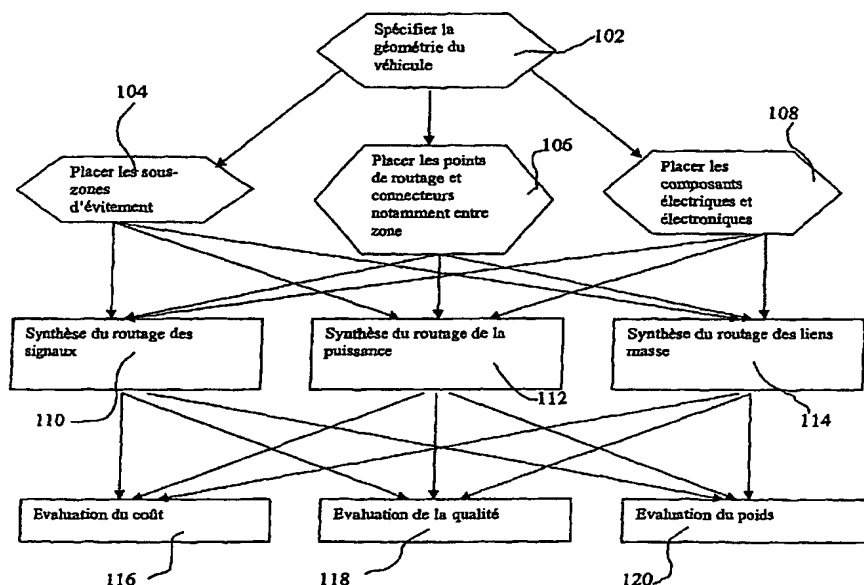 Spécifier la
géométrie du
véhicule
102
104
Placer les sous-
zones
d'évitement
Placer les points
de routage et
connecteurs
notamment entre
zone
106
Placer les
composants
électriques et
électroniques
108
Synthèse du routage des
signaux
110
Synthèse du routage de la
puissance
112
Synthèse du routage des liens
masse
114
Evaluation du coût
116
Evaluation de la qualité
118
Evaluation du poids
120